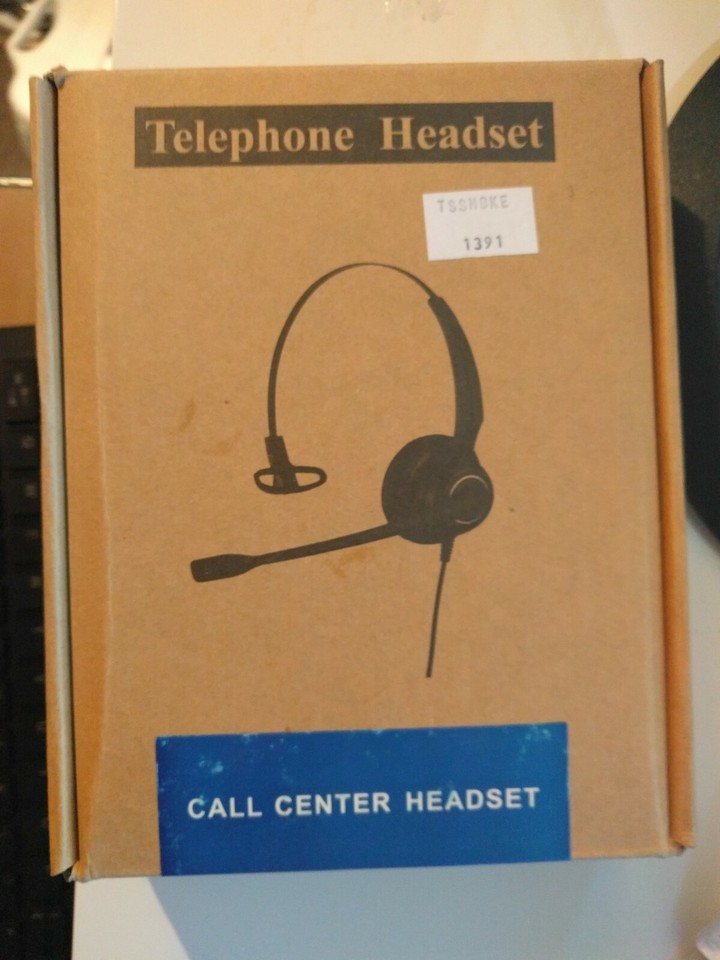 Telephone Headset
TSSMOKE
1391
CALL CENTER HEADSET